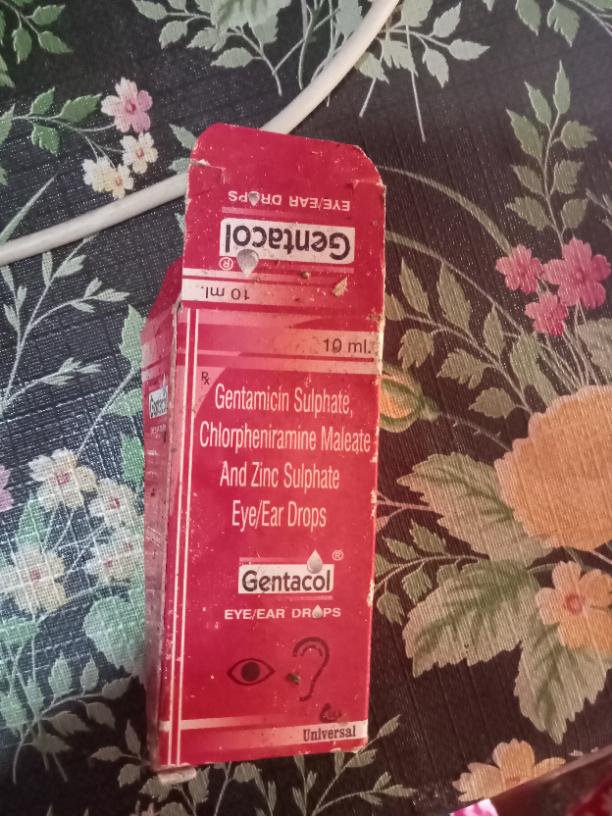 EYE/EAR DROPS
Gentacol®
10 ml.
10 ml.
Rx
Gentamicin Sulphate,
Chlorpheniramine Maleate
And Zinc Sulphate
Eye/Ear Drops
Gentacol®
EYE/EAR DROPS
Universal
Gentacol